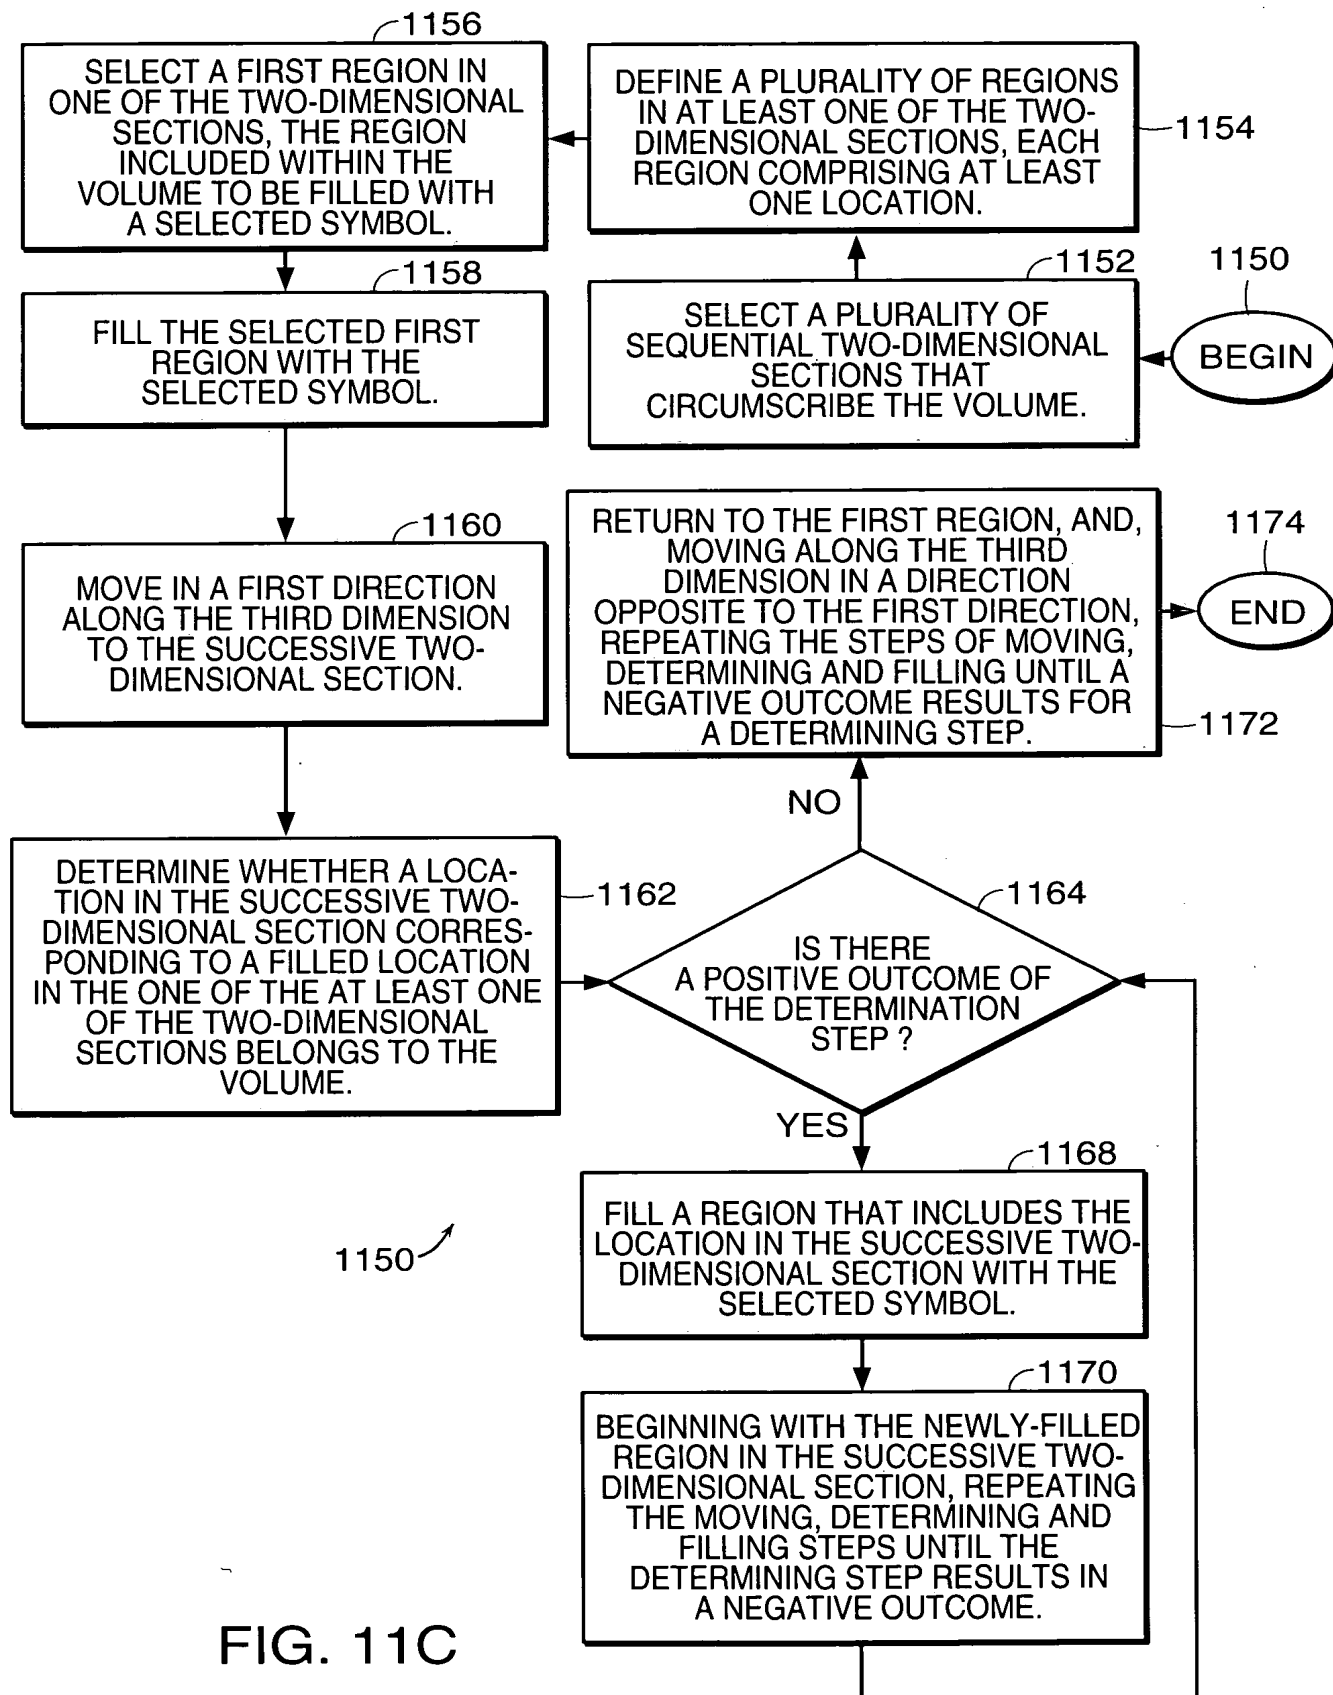 1150
BEGIN
1152
SELECT A PLURALITY OF
SEQUENTIAL TWO-DIMENSIONAL
SECTIONS THAT
CIRCUMSCRIBE THE VOLUME.
DEFINE A PLURALITY OF REGIONS
IN AT LEAST ONE OF THE TWO-
DIMENSIONAL SECTIONS, EACH
REGION COMPRISING AT LEAST
ONE LOCATION.
1154
1156
SELECT A FIRST REGION IN
ONE OF THE TWO-DIMENSIONAL
SECTIONS, THE REGION
INCLUDED WITHIN THE
VOLUME TO BE FILLED WITH
A SELECTED SYMBOL.
1158
FILL THE SELECTED FIRST
REGION WITH THE
SELECTED SYMBOL.
1160
MOVE IN A FIRST DIRECTION
ALONG THE THIRD DIMENSION
TO THE SUCCESSIVE TWO-
DIMENSIONAL SECTION.
DETERMINE WHETHER A LOCA-
TION IN THE SUCCESSIVE TWO-
DIMENSIONAL SECTION CORRES-
PONDING TO A FILLED LOCATION
IN THE ONE OF THE AT LEAST ONE
OF THE TWO-DIMENSIONAL
SECTIONS BELONGS TO THE
VOLUME.
1162
1164
IS THERE
A POSITIVE OUTCOME OF
THE DETERMINATION
STEP ?
NO
RETURN TO THE FIRST REGION, AND,
MOVING ALONG THE THIRD
DIMENSION IN A DIRECTION
OPPOSITE TO THE FIRST DIRECTION,
REPEATING THE STEPS OF MOVING,
DETERMINING AND FILLING UNTIL A
NEGATIVE OUTCOME RESULTS FOR
A DETERMINING STEP.
1172
1174
END
YES
1168
FILL A REGION THAT INCLUDES THE
LOCATION IN THE SUCCESSIVE TWO-
DIMENSIONAL SECTION WITH THE
SELECTED SYMBOL.
1170
BEGINNING WITH THE NEWLY-FILLED
REGION IN THE SUCCESSIVE TWO-
DIMENSIONAL SECTION, REPEATING
THE MOVING, DETERMINING AND
FILLING STEPS UNTIL THE
DETERMINING STEP RESULTS IN
A NEGATIVE OUTCOME.
1150
FIG. 11C